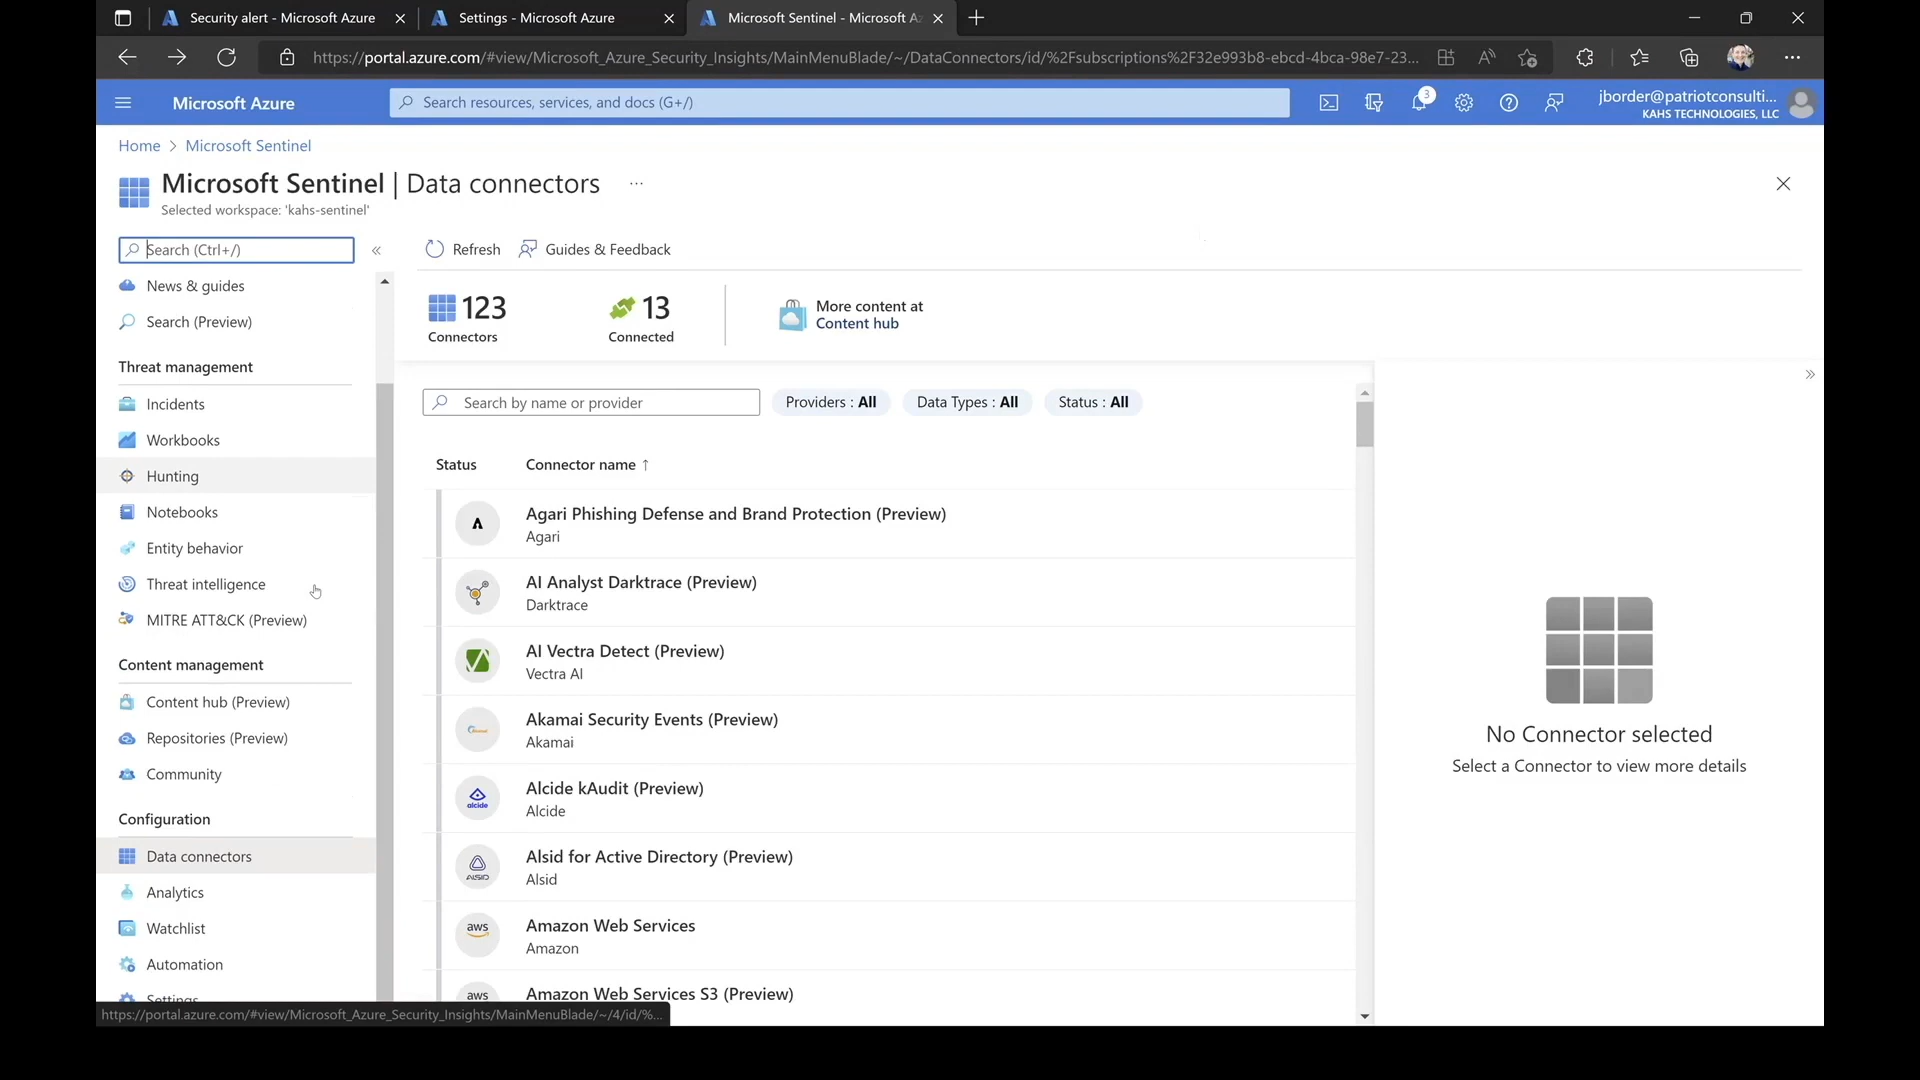 Security alert - Microsoft Azure
Settings - Microsoft Azure
Microsoft Sentinel - Microsoft Az
https://portal.azure.com/#view/Microsoft_Azure_Security_Insights/MainMenuBlade/~/DataConnectors/id/%2Fsubscriptions%2F32e993b8-ebcd-4bca-98e7-23...
Microsoft Azure
Search resources, services, and docs (G+/)
3
jborder@patriotconsulti...
KAHS TECHNOLOGIES, LLC
Home > Microsoft Sentinel
Microsoft Sentinel | Data connectors ...
Selected workspace: 'kahs-sentinel'
Search (Ctrl+/)
News & guides
Search (Preview)
Threat management
Incidents
Workbooks
Hunting
Notebooks
Entity behavior
Threat intelligence
MITRE ATT&CK (Preview)
Content management
Content hub (Preview)
Repositories (Preview)
Community
Configuration
Data connectors
Analytics
Watchlist
Automation
Settings
https://portal.azure.com/#view/Microsoft_Azure_Security_Insights/MainMenuBlade/~/4/id/%...
Refresh
Guides & Feedback
123
Connectors
13
Connected
More content at
Content hub
Search by name or provider
Providers : All
Data Types : All
Status : All
Status
Connector name ↑
Agari Phishing Defense and Brand Protection (Preview)
Agari
AI Analyst Darktrace (Preview)
Darktrace
AI Vectra Detect (Preview)
Vectra AI
Akamai Security Events (Preview)
Akamai
alcide
Alcide kAudit (Preview)
Alcide
ALSID
Alsid for Active Directory (Preview)
Alsid
aws
Amazon Web Services
Amazon
aws
Amazon Web Services S3 (Preview)
No Connector selected
Select a Connector to view more details